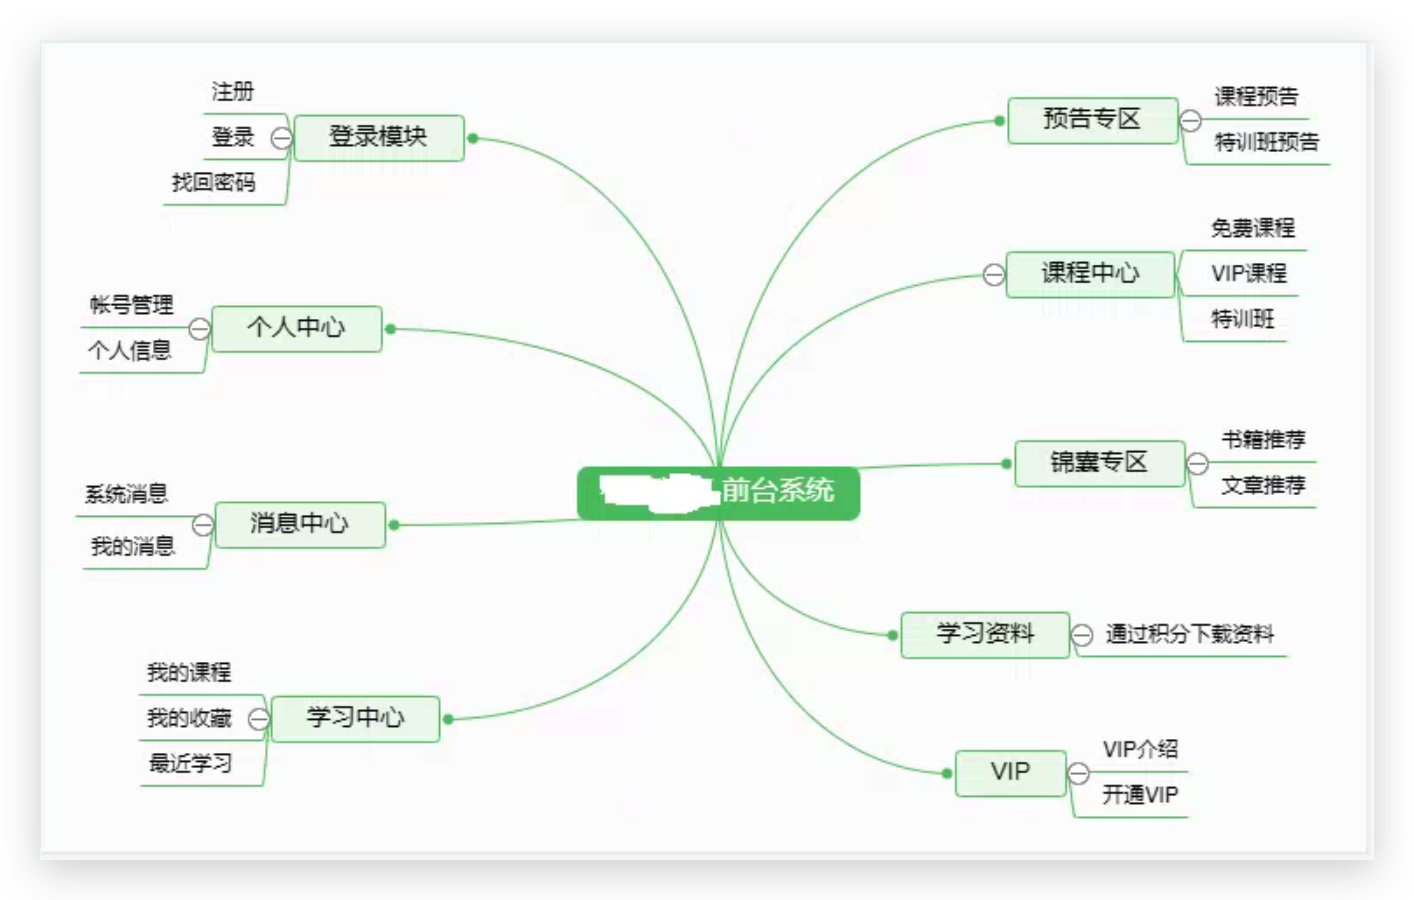 注册
登录
找回密码
登录模块
帐号管理
个人信息
个人中心
系统消息
我的消息
消息中心
我的课程
我的收藏
最近学习
学习中心
前台系统
预告专区
课程预告
特训班预告
课程中心
免费课程
VIP课程
特训班
锦囊专区
书籍推荐
文章推荐
学习资料
通过积分下载资料
VIP
VIP介绍
开通VIP